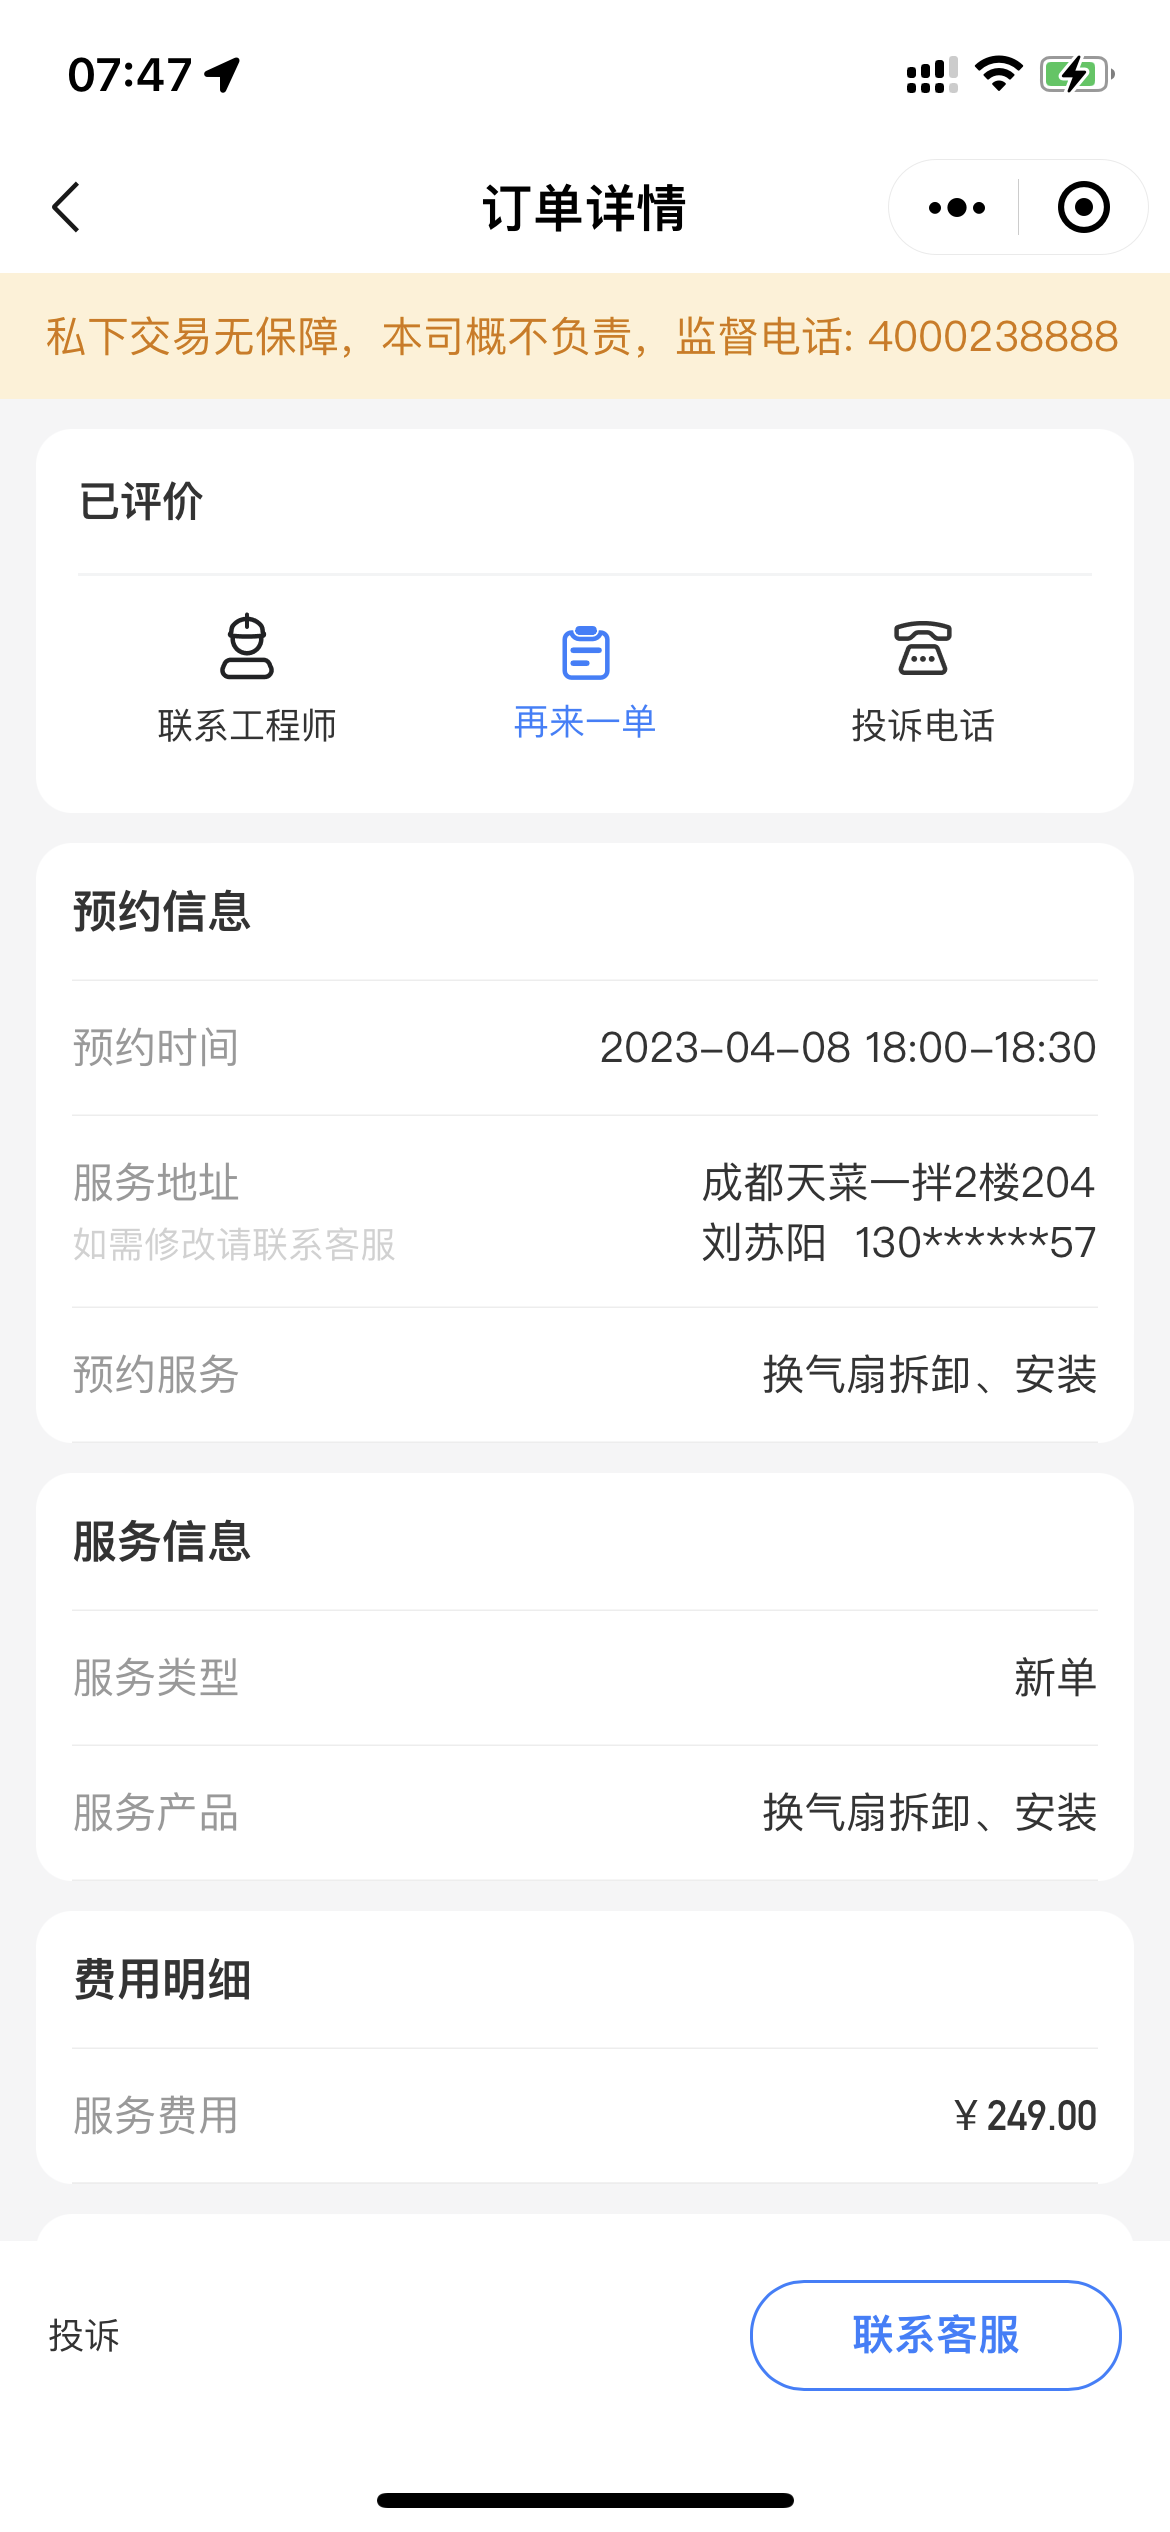 07:47
订单详情
私下交易无保障，本司概不负责，监督电话: 4000238888
已评价
联系工程师
再来一单
投诉电话
预约信息
预约时间 2023-04-08 18:00-18:30
服务地址 成都天菜一拌2楼204
如需修改请联系客服 刘苏阳 130******57
预约服务 换气扇拆卸、安装
服务信息
服务类型 新单
服务产品 换气扇拆卸、安装
费用明细
服务费用 ¥249.00
投诉 联系客服